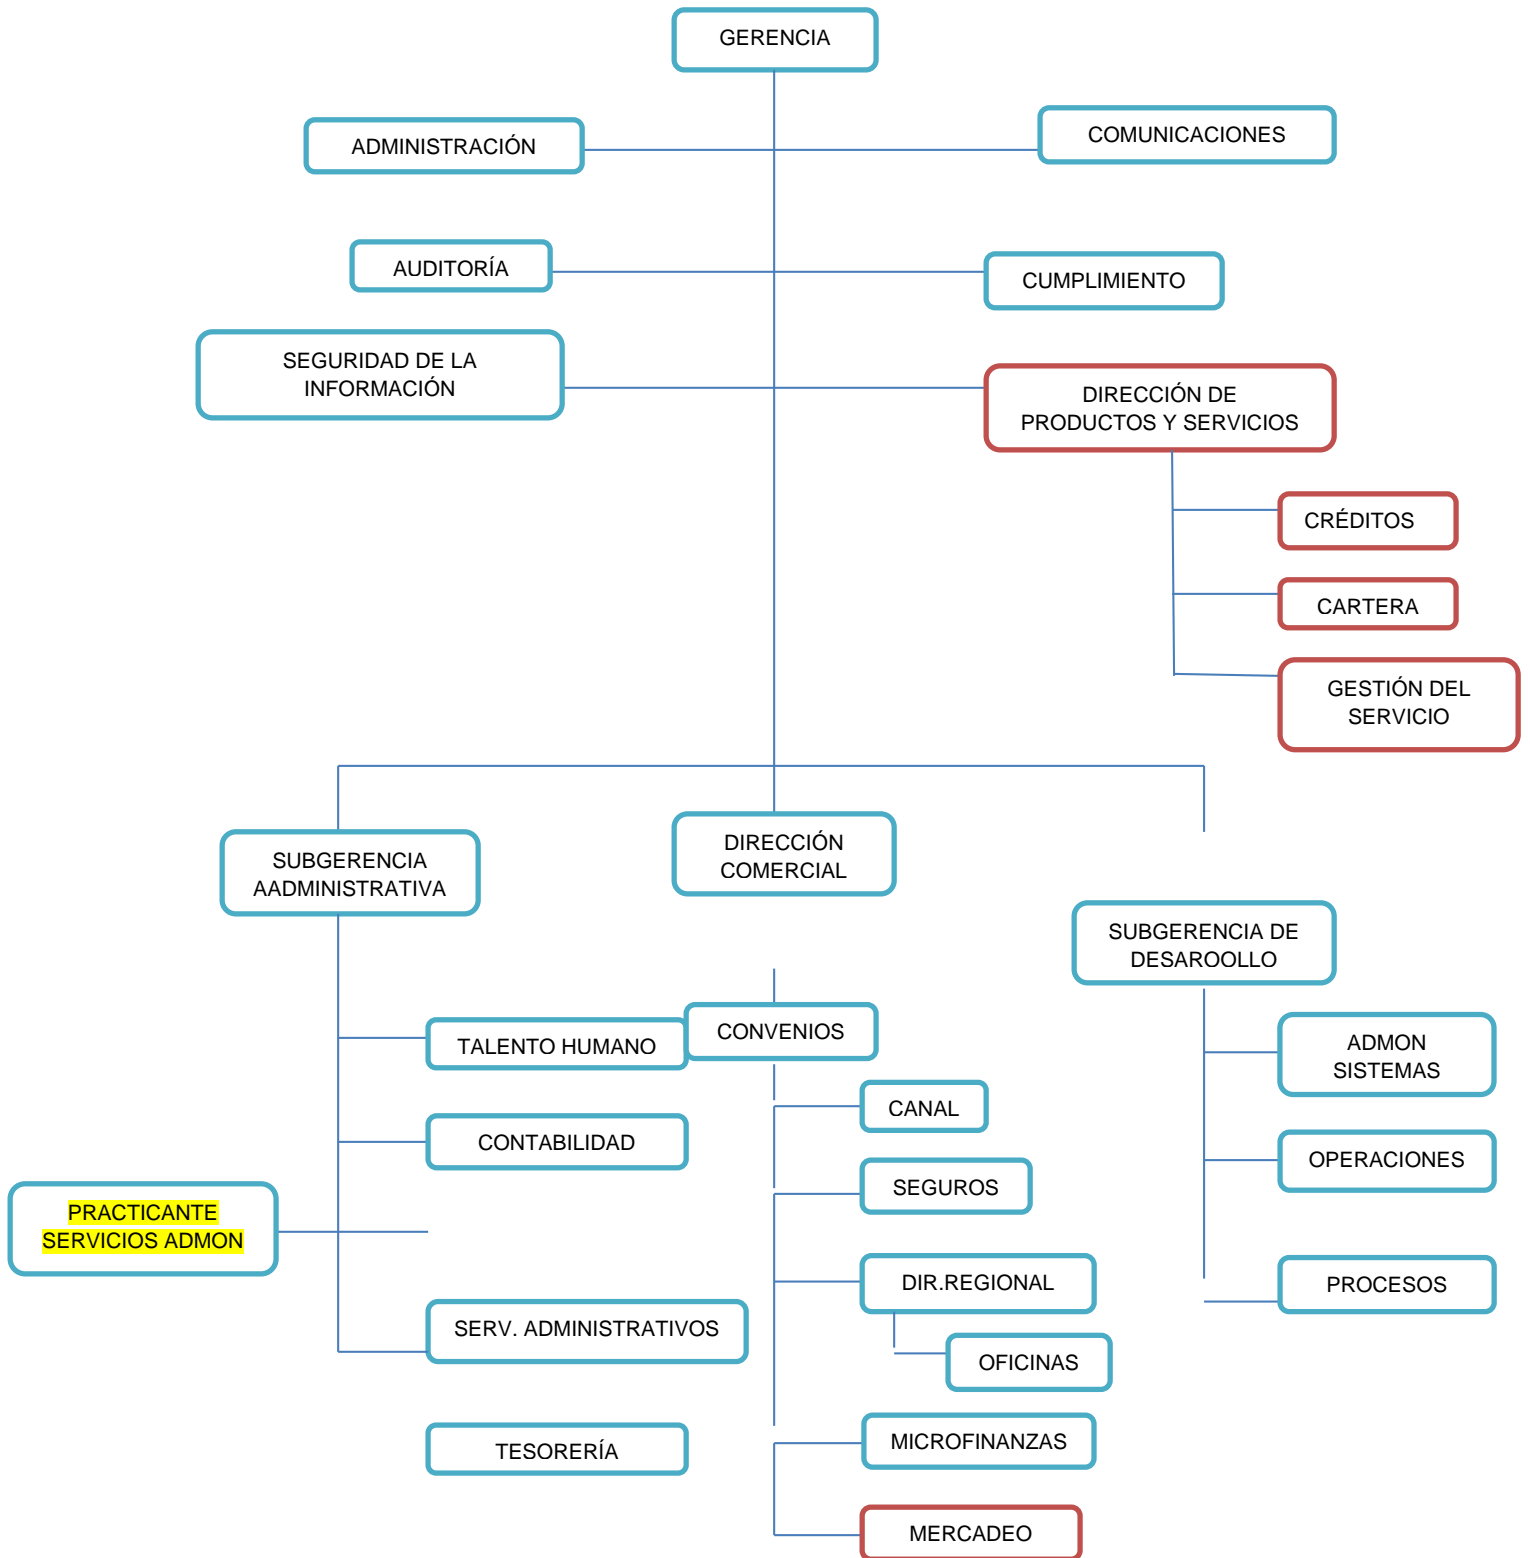 GERENCIA
ADMINISTRACIÓN
COMUNICACIONES
AUDITORÍA
CUMPLIMIENTO
SEGURIDAD DE LA
INFORMACIÓN
DIRECCIÓN DE
PRODUCTOS Y SERVICIOS
CRÉDITOS
CARTERA
GESTIÓN DEL
SERVICIO
SUBGERENCIA
AADMINISTRATIVA
DIRECCIÓN
COMERCIAL
SUBGERENCIA DE
DESAROOLLO
TALENTO HUMANO
CONTABILIDAD
PRACTICANTE
SERVICIOS ADMON
SERV. ADMINISTRATIVOS
TESORERÍA
CONVENIOS
CANAL
SEGUROS
DIR.REGIONAL
OFICINAS
MICROFINANZAS
MERCADEO
ADMON
SISTEMAS
OPERACIONES
PROCESOS